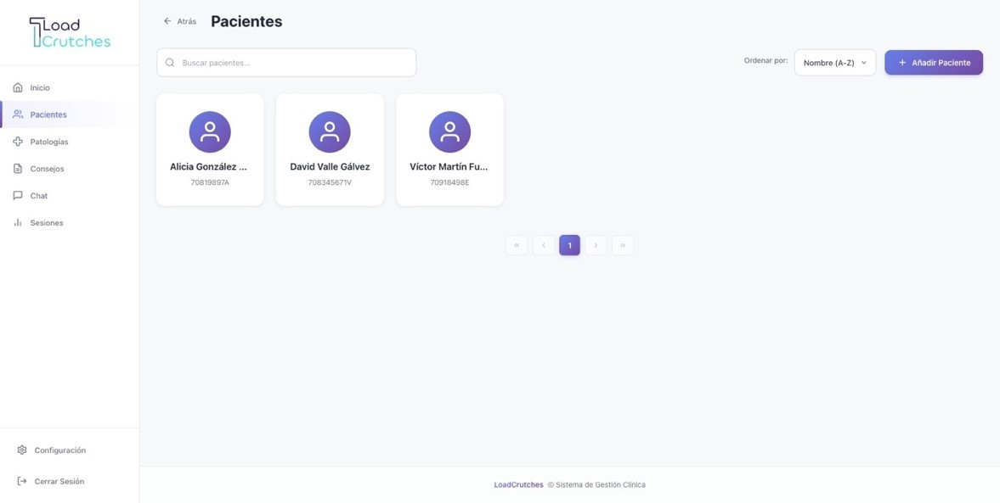 Load
Crutches
Inicio
Pacientes
Patologías
Consejos
Chat
Sesiones
Configuración
Cerrar Sesión
Atrás
Pacientes
Buscar pacientes...
Ordenar por:
Nombre (A-Z)
Añadir Paciente
Alicia González ...
70819897A
David Valle Gálvez
708345671V
Víctor Martín Fu...
70918498E
« ‹ 1 › »
LoadCrutches © Sistema de Gestión Clínica